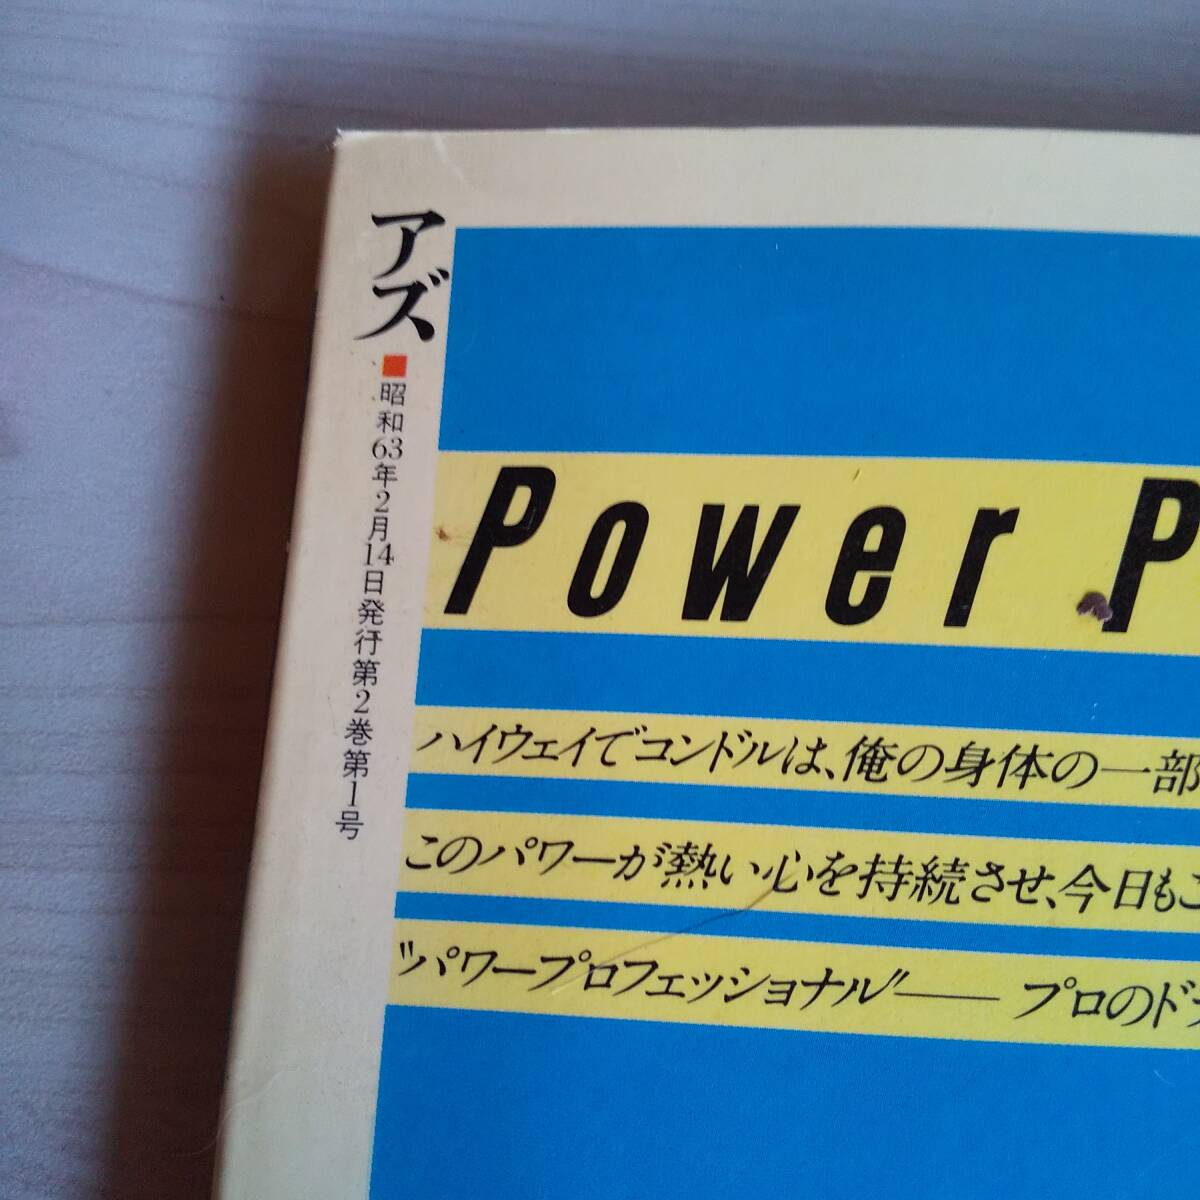 アズ
■昭和63年2月14日発行第2巻第1号
Power P
ハイウェイでコンドルは、俺の身体の一部
このパワーが熱い心を持続させ、今日もこ
"パワープロフェッショナル"―― プロのドラ